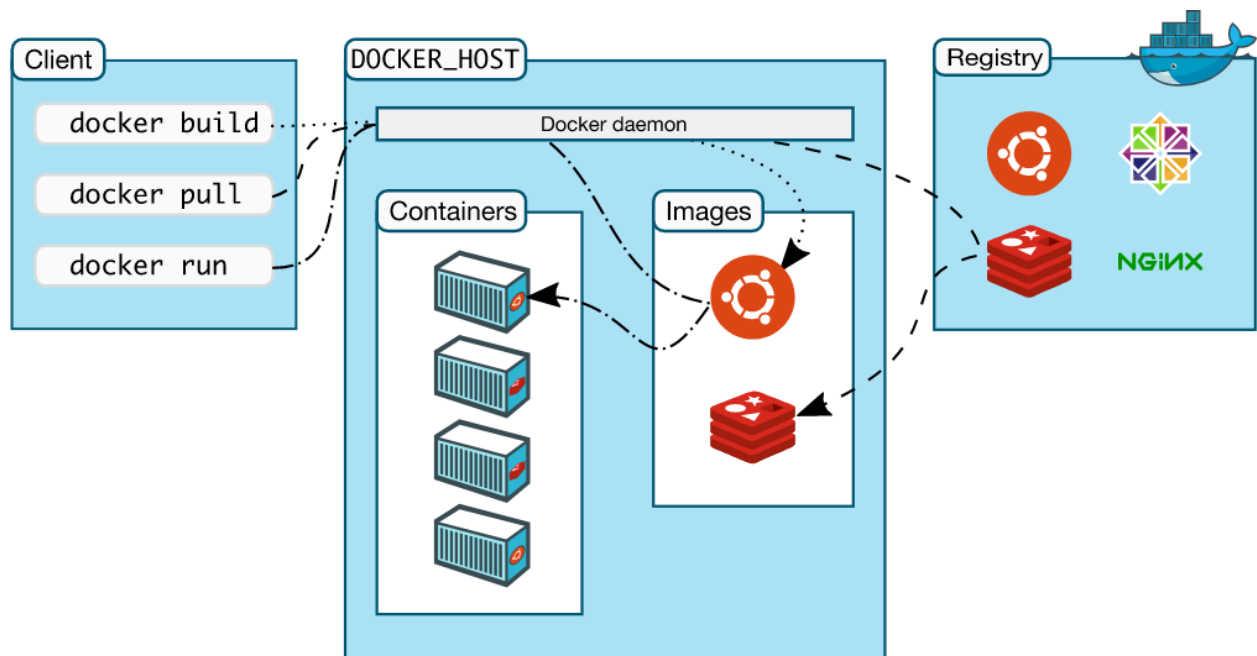 Client
docker build
docker pull
docker run
DOCKER_HOST
Docker daemon
Containers
Images
Registry
NGiNX